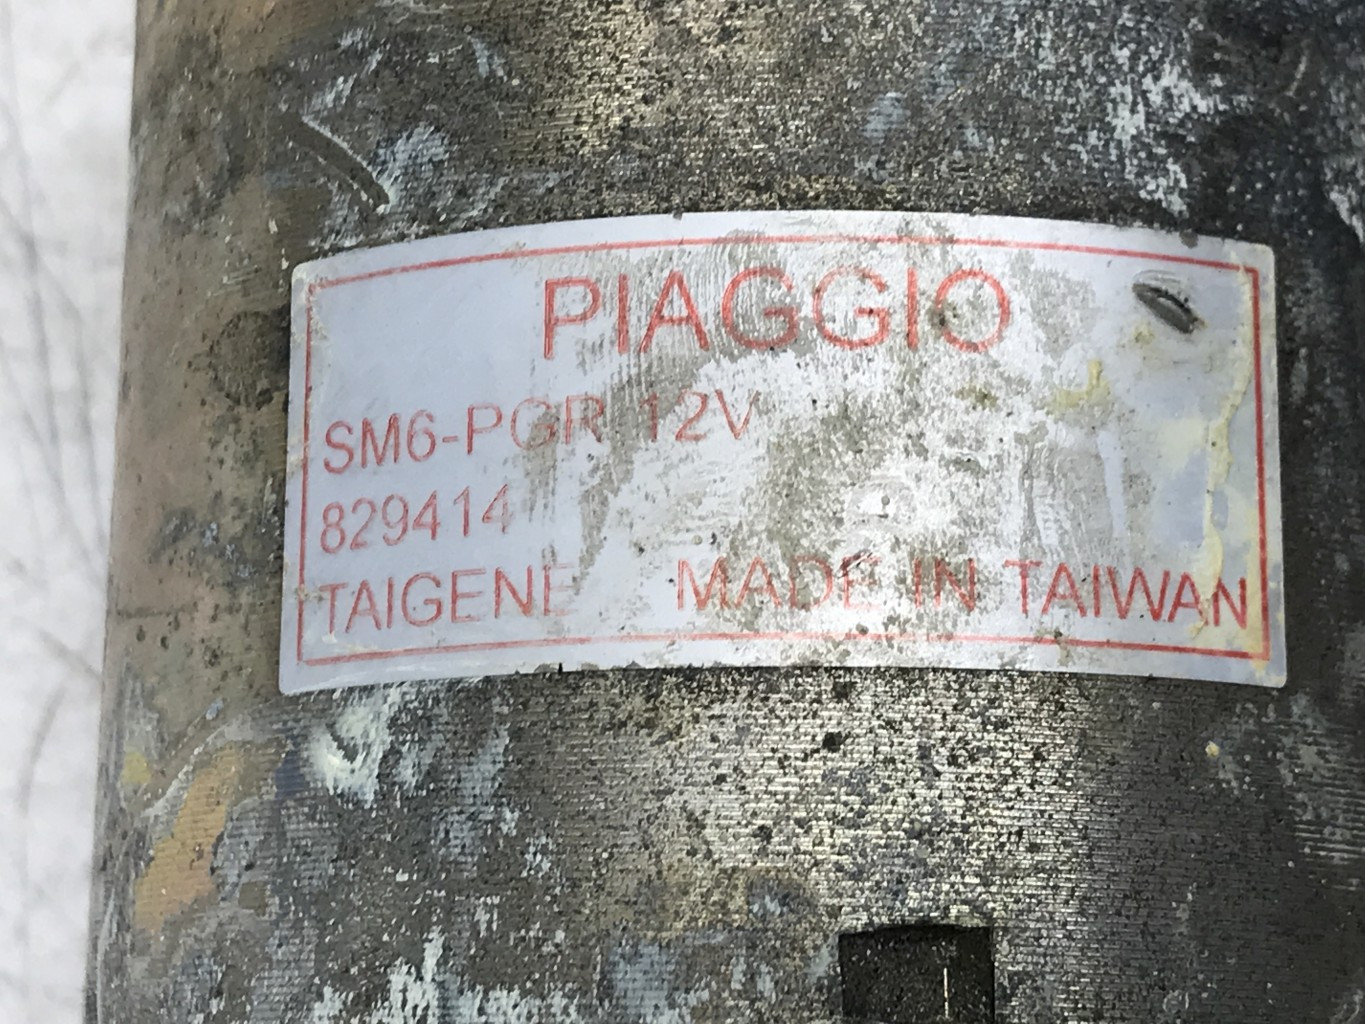 PIAGGIO
SM6-PGR 12V
829414
TAIGENE MADE IN TAIWAN